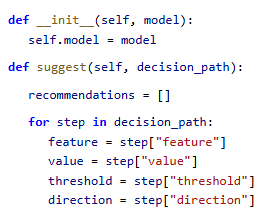 def __init__(self, model):
    self.model = model
def suggest(self, decision_path):
    recommendations = []
    for step in decision_path:
        feature = step["feature"]
        value = step["value"]
        threshold = step["threshold"]
        direction = step["direction"]